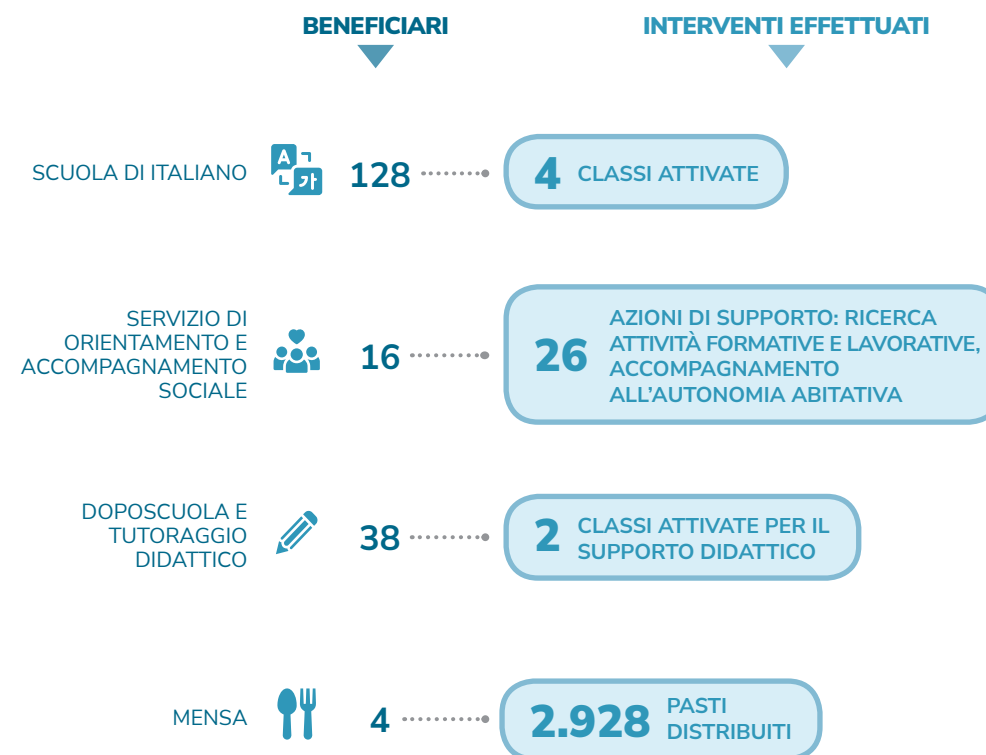 BENEFICIARI
INTERVENTI EFFETTUATI
SCUOLA DI ITALIANO
A
가
128
4 CLASSI ATTIVATE
SERVIZIO DI
ORIENTAMENTO E
ACCOMPAGNAMENTO
SOCIALE
16
26
AZIONI DI SUPPORTO: RICERCA
ATTIVITÀ FORMATIVE E LAVORATIVE,
ACCOMPAGNAMENTO
ALL'AUTONOMIA ABITATIVA
DOPOSCUOLA E
TUTORAGGIO
DIDATTICO
38
2
CLASSI ATTIVATE PER IL
SUPPORTO DIDATTICO
MENSA
4
2.928
PASTI
DISTRIBUITI